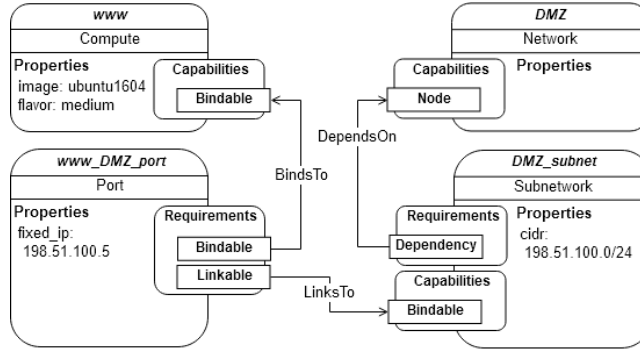 www
Compute
Properties
image: ubuntu1604
flavor: medium
Capabilities
Bindable
DMZ
Network
Capabilities
Properties
Node
DependsOn
BindsTo
www_DMZ_port
Port
Properties
fixed_ip:
198.51.100.5
Requirements
Bindable
Linkable
LinksTo
DMZ_subnet
Subnetwork
Requirements
Dependency
Properties
cidr:
198.51.100.0/24
Capabilities
Bindable